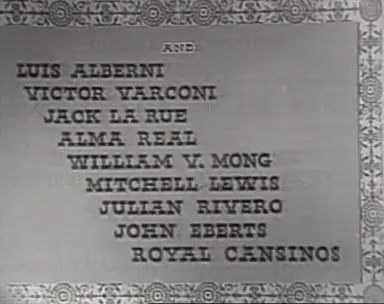 AND
LUIS ALBERNI
VICTOR VARCONI
JACK LA RUE
ALMA REAL
WILLIAM V. MONG
MITCHELL LEWIS
JULIAN RIVERO
JOHN EBERTS
ROYAL CANSINOS